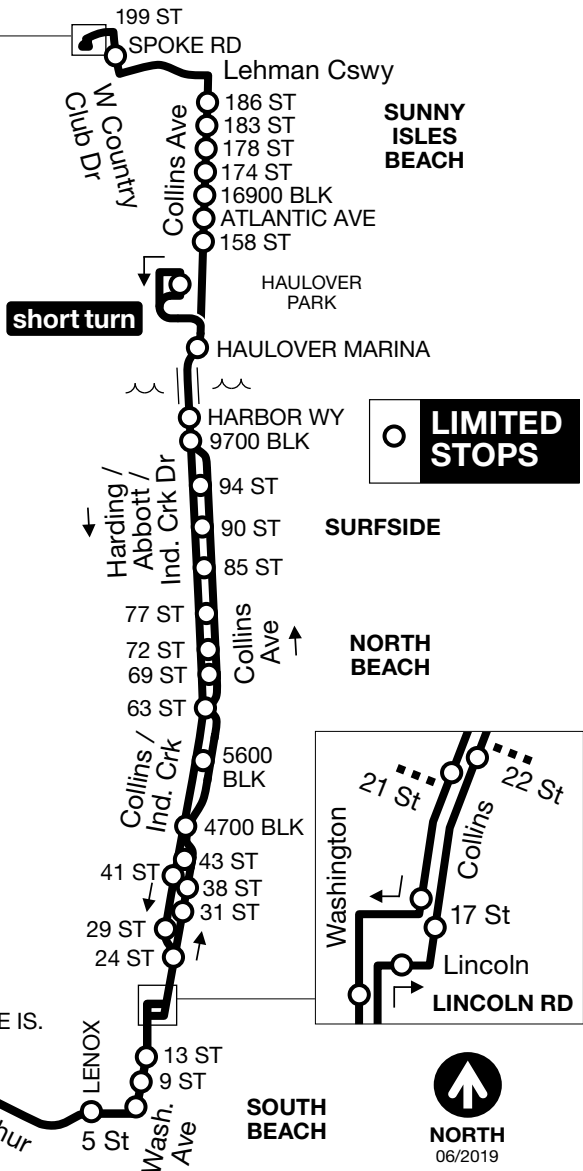 199 ST
SPOKE RD
Lehman Cswy
W Country
Club Dr
Collins Ave
186 ST
183 ST
178 ST
174 ST
16900 BLK
ATLANTIC AVE
158 ST
SUNNY
ISLES
BEACH
HAULOVER
PARK
short turn
HAULOVER MARINA
HARBOR WY
9700 BLK
LIMITED
STOPS
Harding /
Abbott /
Ind. Crk Dr
94 ST
90 ST
85 ST
SURFSIDE
77 ST
72 ST
69 ST
63 ST
Collins
Ave
NORTH
BEACH
Collins /
Ind. Crk
5600
BLK
4700 BLK
43 ST
41 ST
38 ST
31 ST
29 ST
24 ST
21 St
22 St
Washington
Collins
17 St
Lincoln
LINCOLN RD
E IS.
LENOX
13 ST
9 ST
5 St
Wash.
Ave
hur
SOUTH
BEACH
NORTH
06/2019